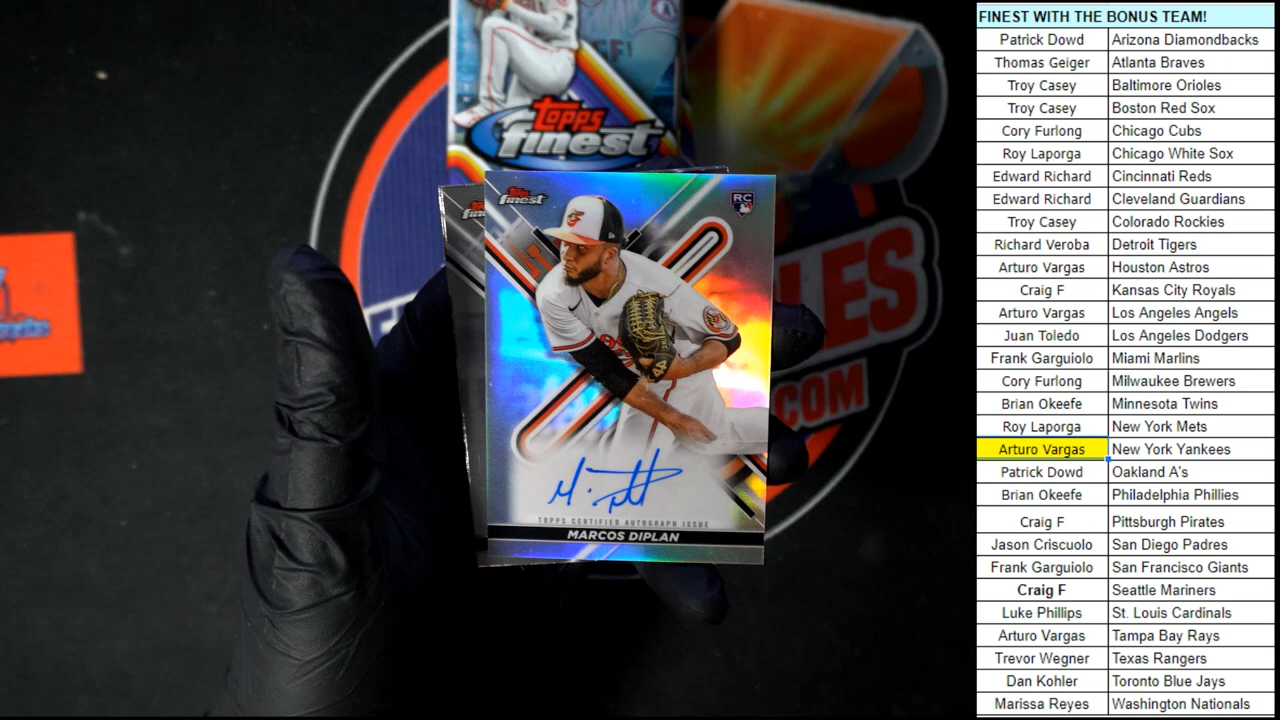 FINEST WITH THE BONUS TEAM!
Patrick Dowd Arizona Diamondbacks
Thomas Geiger Atlanta Braves
Troy Casey Baltimore Orioles
Troy Casey Boston Red Sox
Cory Furlong Chicago Cubs
Roy Laporga Chicago White Sox
Edward Richard Cincinnati Reds
Edward Richard Cleveland Guardians
Troy Casey Colorado Rockies
Richard Veroba Detroit Tigers
Arturo Vargas Houston Astros
Craig F Kansas City Royals
Arturo Vargas Los Angeles Angels
Juan Toledo Los Angeles Dodgers
Frank Garguiolo Miami Marlins
Cory Furlong Milwaukee Brewers
Brian Okeefe Minnesota Twins
Roy Laporga New York Mets
Arturo Vargas New York Yankees
Patrick Dowd Oakland A's
Brian Okeefe Philadelphia Phillies
Craig F Pittsburgh Pirates
Jason Criscuolo San Diego Padres
Frank Garguiolo San Francisco Giants
Craig F Seattle Mariners
Luke Phillips St. Louis Cardinals
Arturo Vargas Tampa Bay Rays
Trevor Wegner Texas Rangers
Dan Kohler Toronto Blue Jays
Marissa Reyes Washington Nationals
TOPPS
finest
TOPPS
finest
RC
TOPPS CERTIFIED AUTOGRAPH ISSUE
MARCOS DIPLAN
.COM